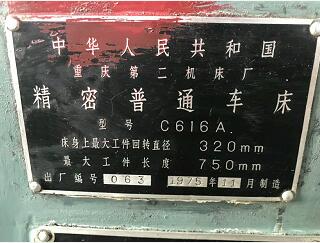 中华人民共和国
重庆第二机床厂
精密普通车床
型号 C616A.
床身上最大工件回转直径 320mm
最大工件长度 750mm
出厂编号 063 1975年11月制造